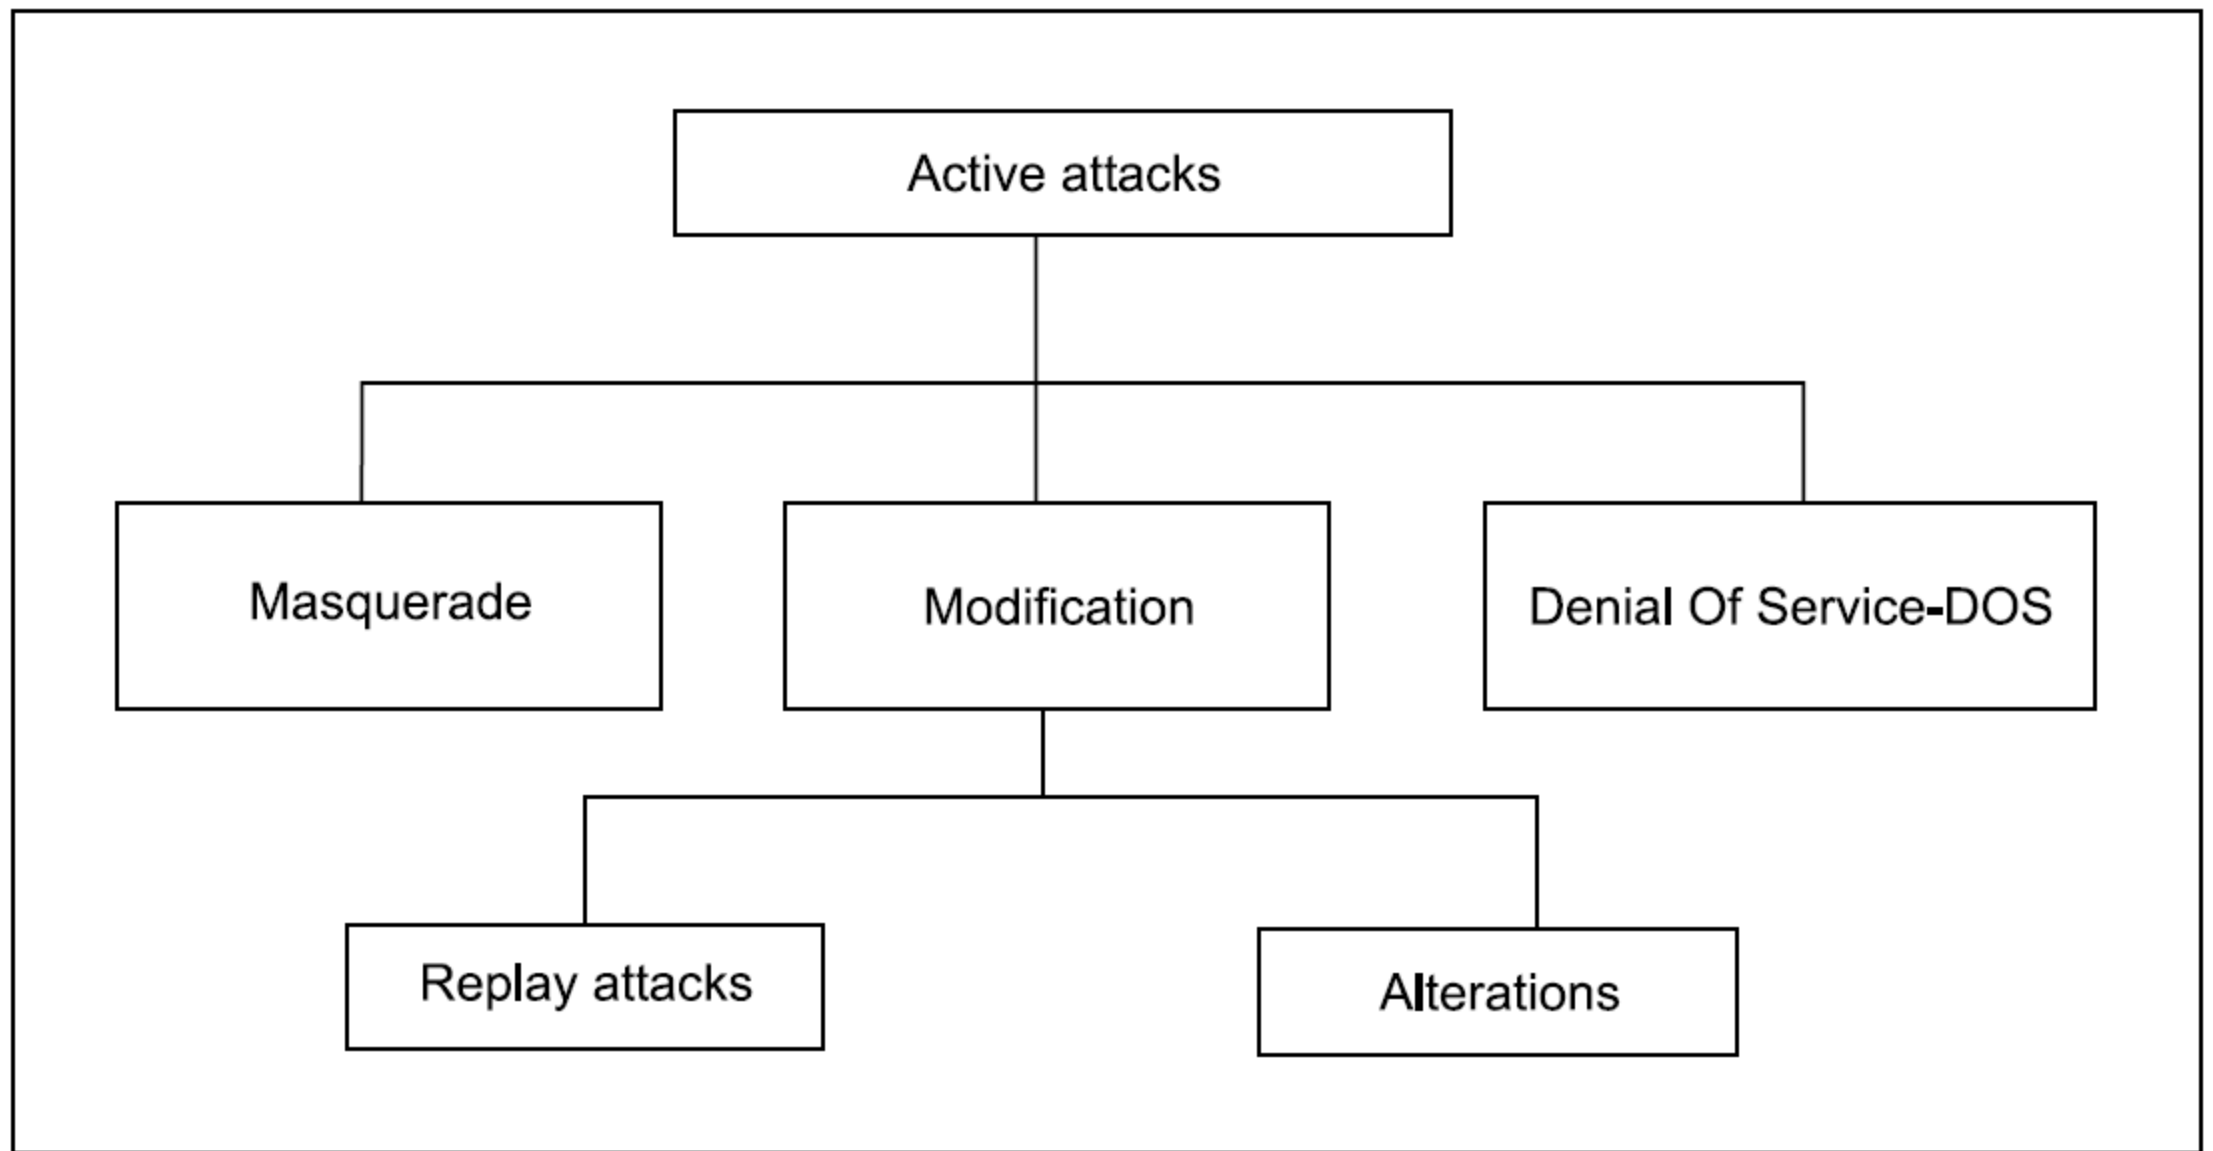 Active attacks
Masquerade
Modification
Denial Of Service-DOS
Replay attacks
Alterations